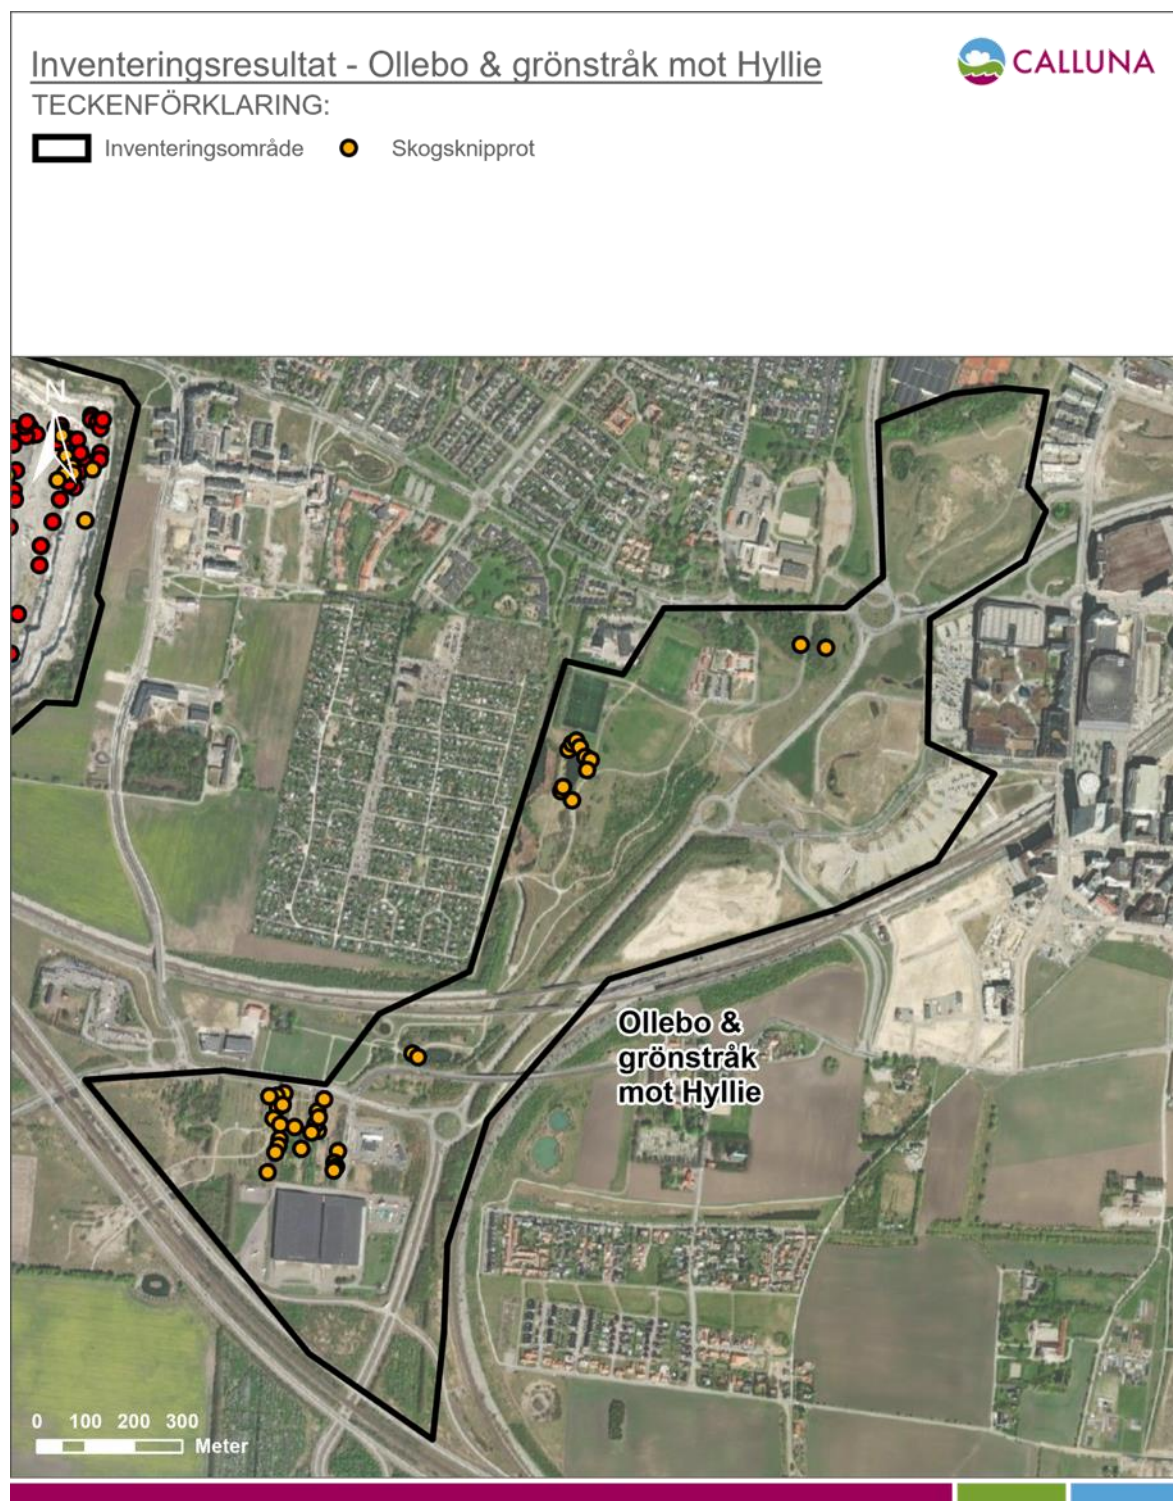 Inventeringsresultat - Ollebo & grönstråk mot Hyllie
CALLUNA
TECKENFÖRKLARING:
Inventeringsområde
Skogsknipprot
N
Ollebo &
grönstråk
mot Hyllie
0 100 200 300
Meter